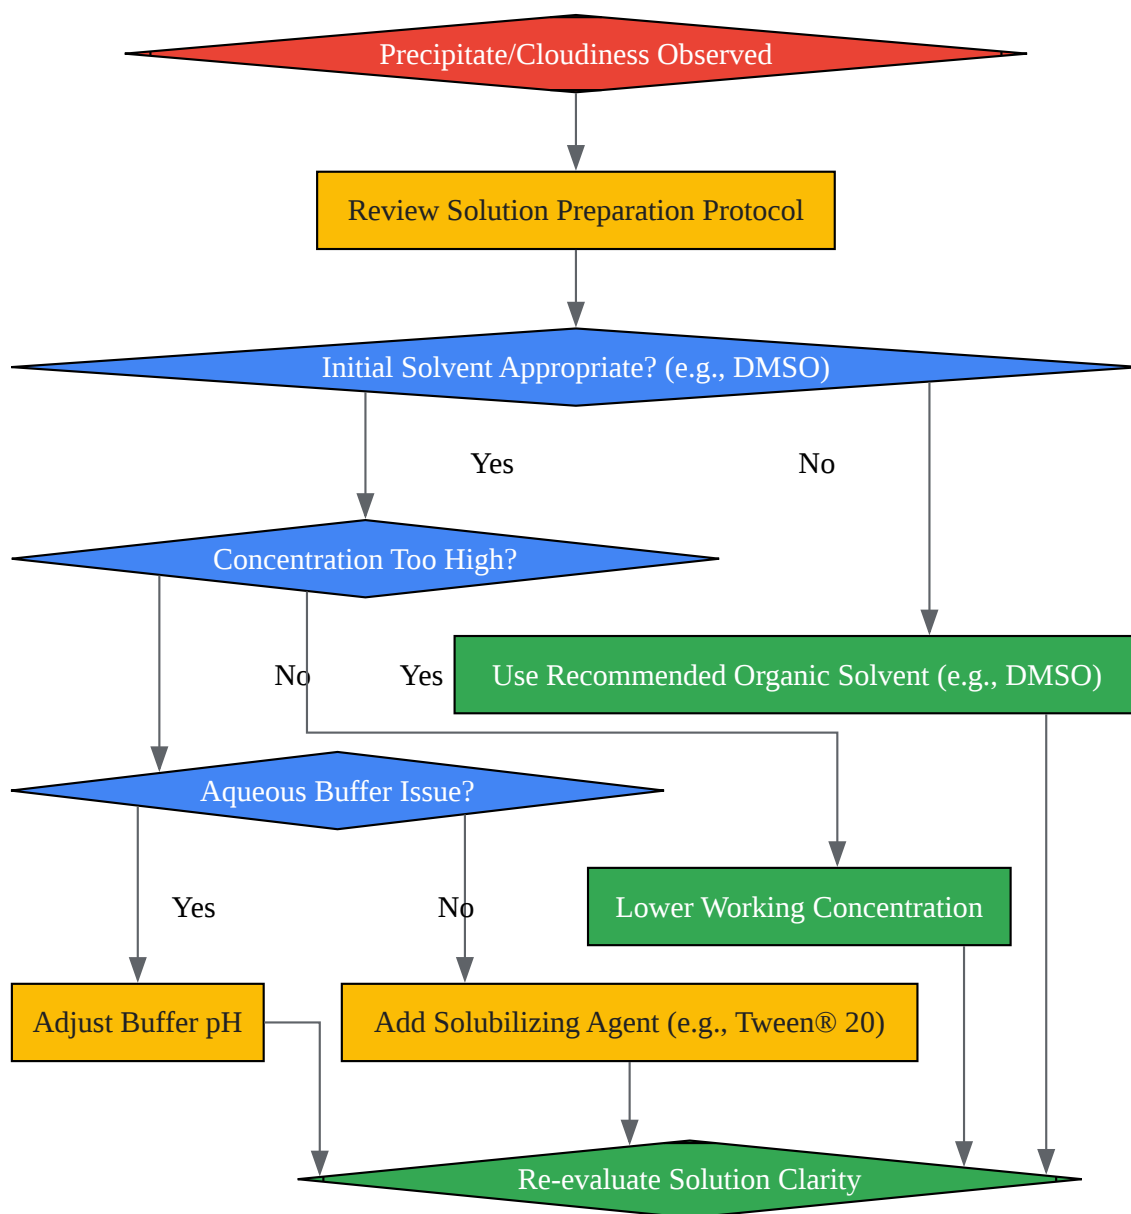 Precipitate/Cloudiness Observed
Review Solution Preparation Protocol
Initial Solvent Appropriate? (e.g., DMSO)
Yes
No
Concentration Too High?
No
Yes
Use Recommended Organic Solvent (e.g., DMSO)
Aqueous Buffer Issue?
Yes
No
Lower Working Concentration
Adjust Buffer pH
Add Solubilizing Agent (e.g., Tween® 20)
Re-evaluate Solution Clarity